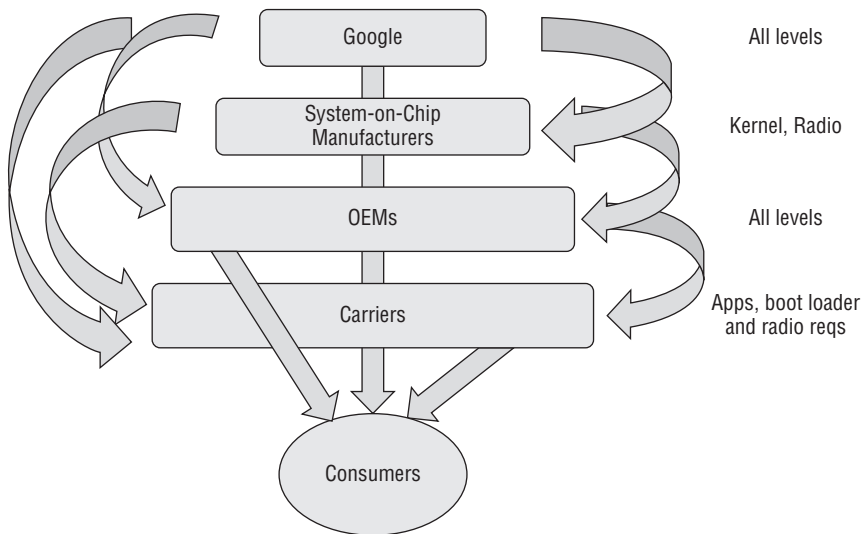 Google
All levels
System-on-Chip
Manufacturers
Kernel, Radio
OEMs
All levels
Carriers
Apps, boot loader
and radio reqs
Consumers